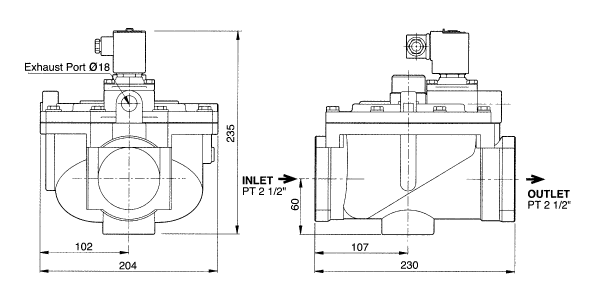 Exhaust Port Ø18
235
INLET
PT 2 1/2"
OUTLET
PT 2 1/2"
60
102
107
204
230